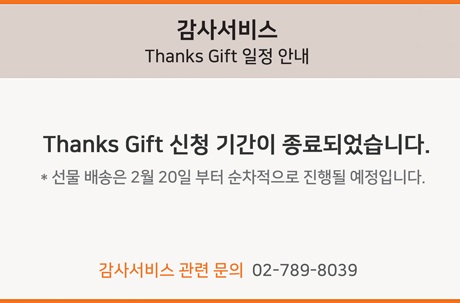 감사서비스
Thanks Gift 일정 안내
Thanks Gift 신청 기간이 종료되었습니다.
* 선물 배송은 2월 20일 부터 순차적으로 진행될 예정입니다.
감사서비스 관련 문의 02-789-8039